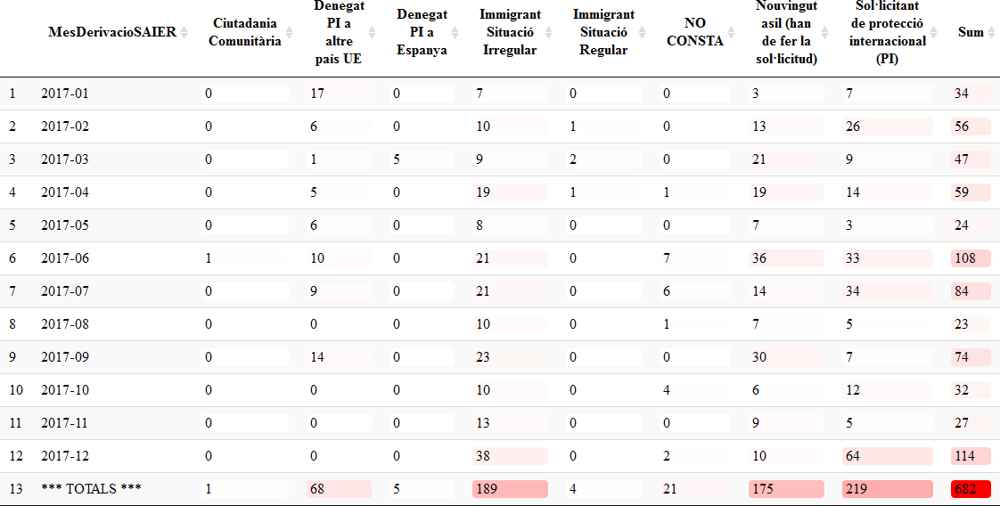 MesDerivacioSAIER
Ciutadania
Comunitària
Denegat
PI a
altre
país UE
Denegat
PI a
Espanya
Immigrant
Situació
Irregular
Immigrant
Situació
Regular
NO
CONSTA
Nouvingut
asil (han
de fer la
sol·licitud)
Sol·licitant
de protecció
internacional
(PI)
Sum
1 2017-01 0 17 0 7 0 0 3 7 34
2 2017-02 0 6 0 10 1 0 13 26 56
3 2017-03 0 1 5 9 2 0 21 9 47
4 2017-04 0 5 0 19 1 1 19 14 59
5 2017-05 0 6 0 8 0 0 7 3 24
6 2017-06 1 10 0 21 0 7 36 33 108
7 2017-07 0 9 0 21 0 6 14 34 84
8 2017-08 0 0 0 10 0 1 7 5 23
9 2017-09 0 14 0 23 0 0 30 7 74
10 2017-10 0 0 0 10 0 4 6 12 32
11 2017-11 0 0 0 13 0 0 9 5 27
12 2017-12 0 0 0 38 0 2 10 64 114
13 *** TOTALS *** 1 68 5 189 4 21 175 219 682